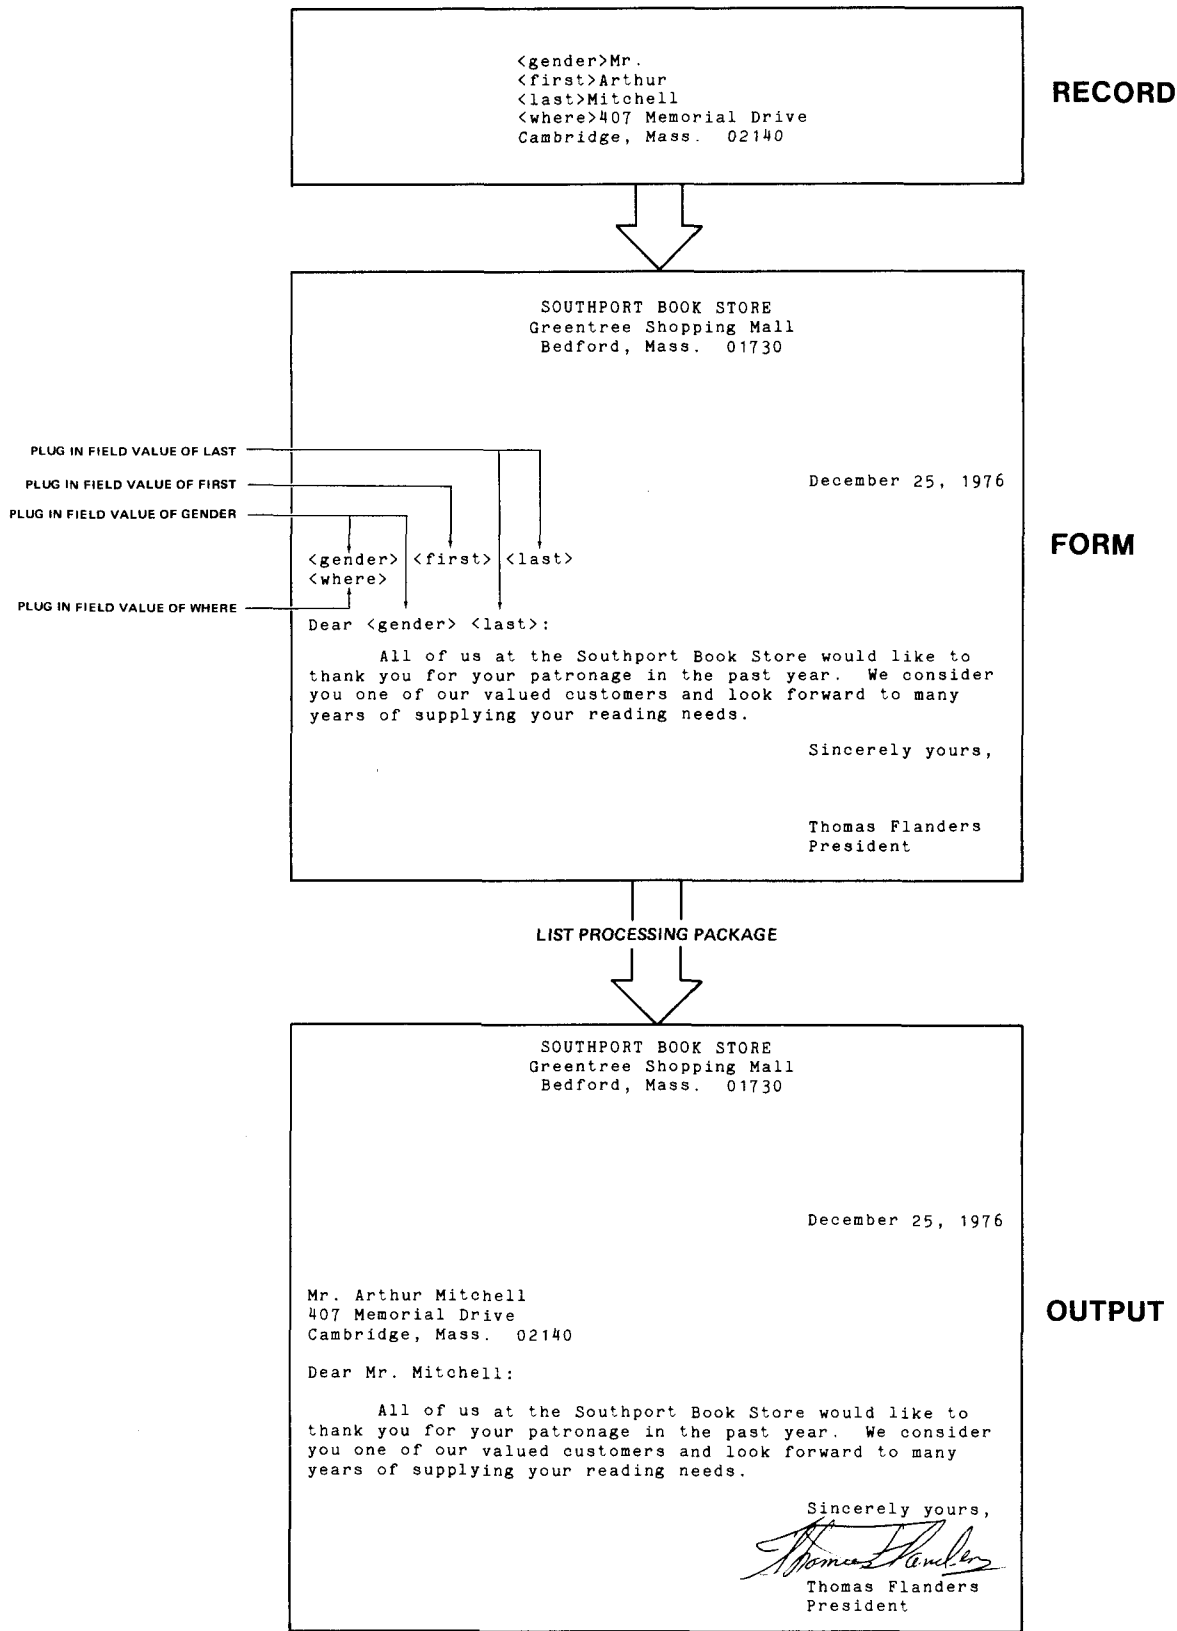 <gender>Mr.
<first>Arthur
<last>Mitchell
<where>407 Memorial Drive
Cambridge, Mass. 02140
RECORD
SOUTHPORT BOOK STORE
Greentree Shopping Mall
Bedford, Mass. 01730
PLUG IN FIELD VALUE OF LAST
PLUG IN FIELD VALUE OF FIRST
December 25, 1976
PLUG IN FIELD VALUE OF GENDER
FORM
<gender> <first> <last>
<where>
PLUG IN FIELD VALUE OF WHERE
Dear <gender> <last>:
All of us at the Southport Book Store would like to
thank you for your patronage in the past year. We consider
you one of our valued customers and look forward to many
years of supplying your reading needs.
Sincerely yours,
Thomas Flanders
President
LIST PROCESSING PACKAGE
SOUTHPORT BOOK STORE
Greentree Shopping Mall
Bedford, Mass. 01730
December 25, 1976
Mr. Arthur Mitchell
407 Memorial Drive
Cambridge, Mass. 02140
OUTPUT
Dear Mr. Mitchell:
All of us at the Southport Book Store would like to
thank you for your patronage in the past year. We consider
you one of our valued customers and look forward to many
years of supplying your reading needs.
Sincerely yours,
Thomas Flanders
Thomas Flanders
President